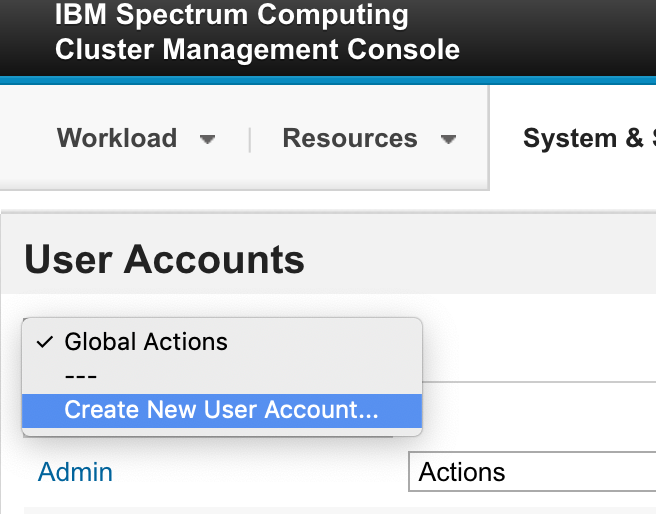 IBM Spectrum Computing
Cluster Management Console
Workload
Resources
System &
User Accounts
Global Actions
---
Create New User Account...
Admin
Actions